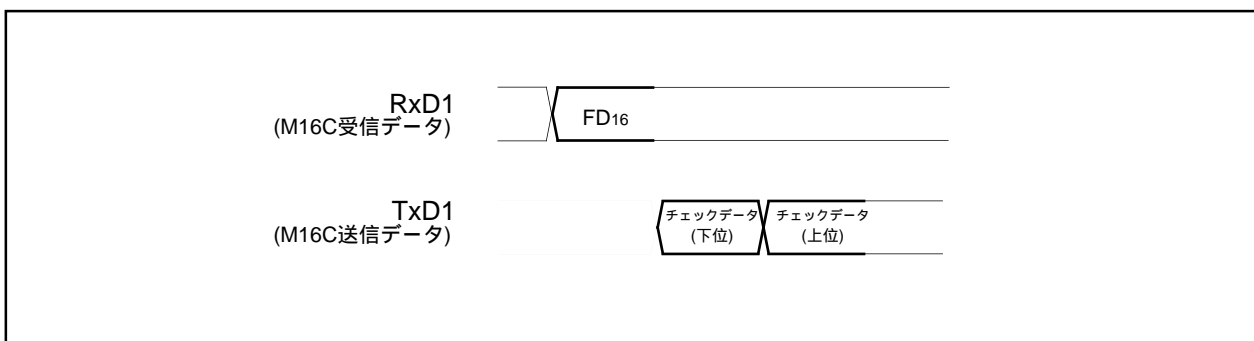 RxD1
(M16C受信データ)
FD16
TxD1
(M16C送信データ)
チェックデータ
(下位)
チェックデータ
(上位)